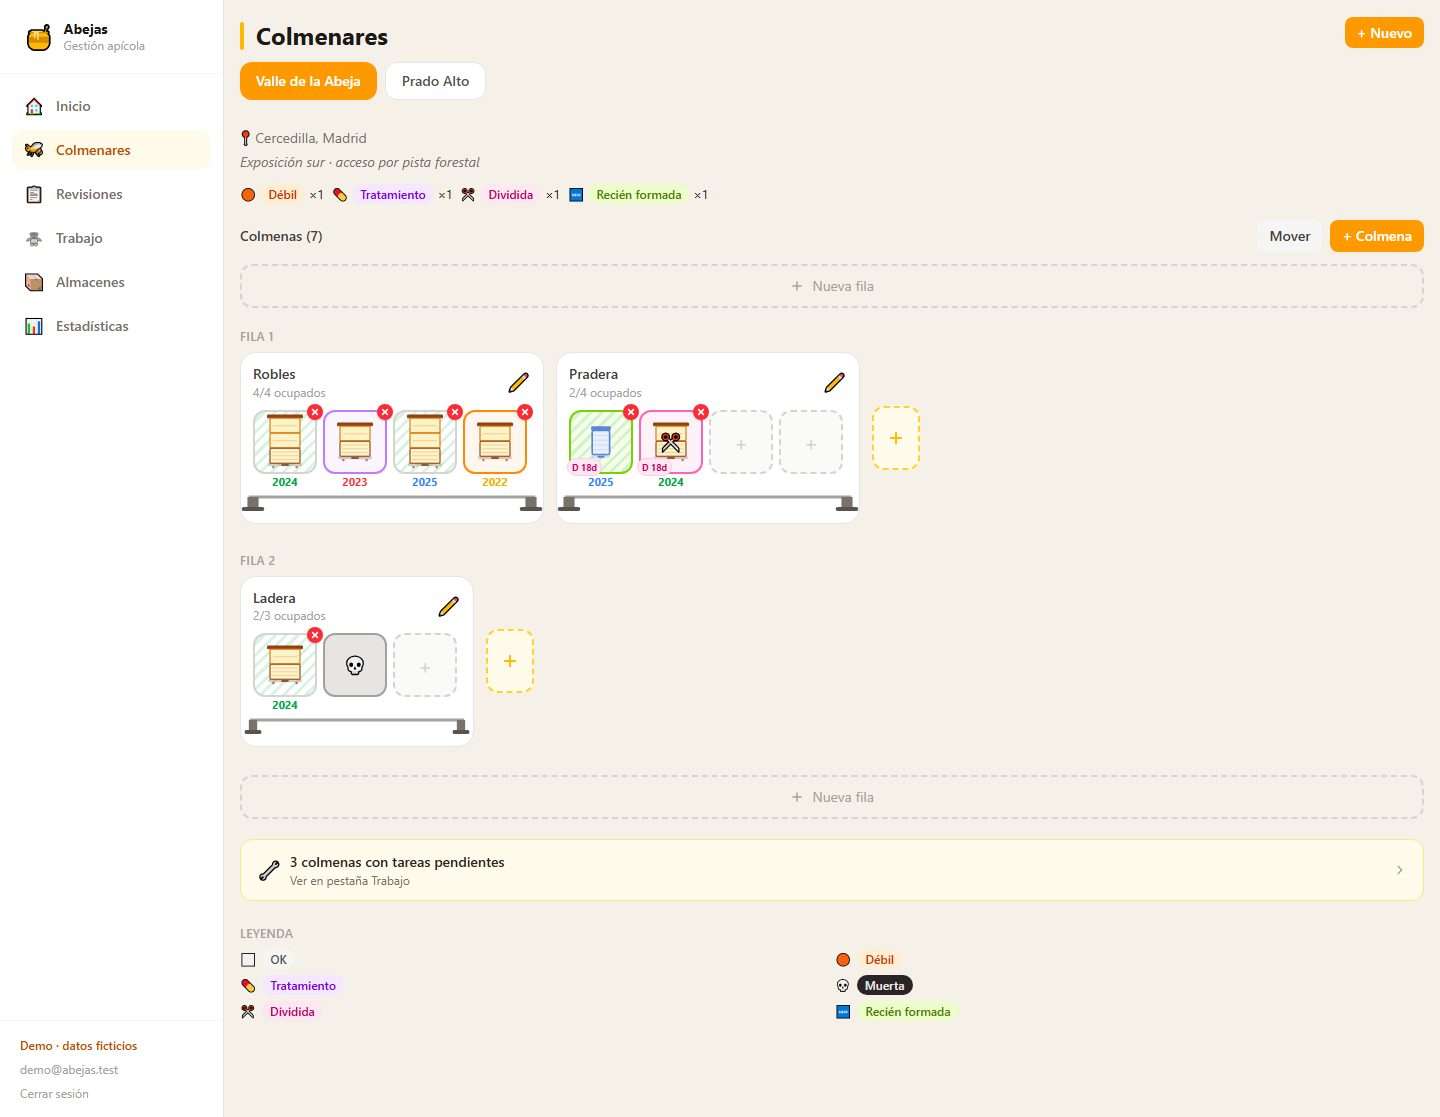 Abejas
Gestión apícola
Inicio
Colmenares
Revisiones
Trabajo
Almacenes
Estadísticas
Demo · datos ficticios
demo@abejas.test
Cerrar sesión
Colmenares
+ Nuevo
Valle de la Abeja
Prado Alto
Cercedilla, Madrid
Exposición sur · acceso por pista forestal
Débil ×1 Tratamiento ×1 Dividida ×1 Recién formada ×1
Colmenas (7)
Mover
+ Colmena
+ Nueva fila
FILA 1
Robles
4/4 ocupados
2024 2023 2025 2022
Pradera
2/4 ocupados
D 18d D 18d
2025 2024
FILA 2
Ladera
2/3 ocupados
2024
+ Nueva fila
3 colmenas con tareas pendientes
Ver en pestaña Trabajo
LEYENDA
OK
Débil
Tratamiento
Muerta
Dividida
Recién formada